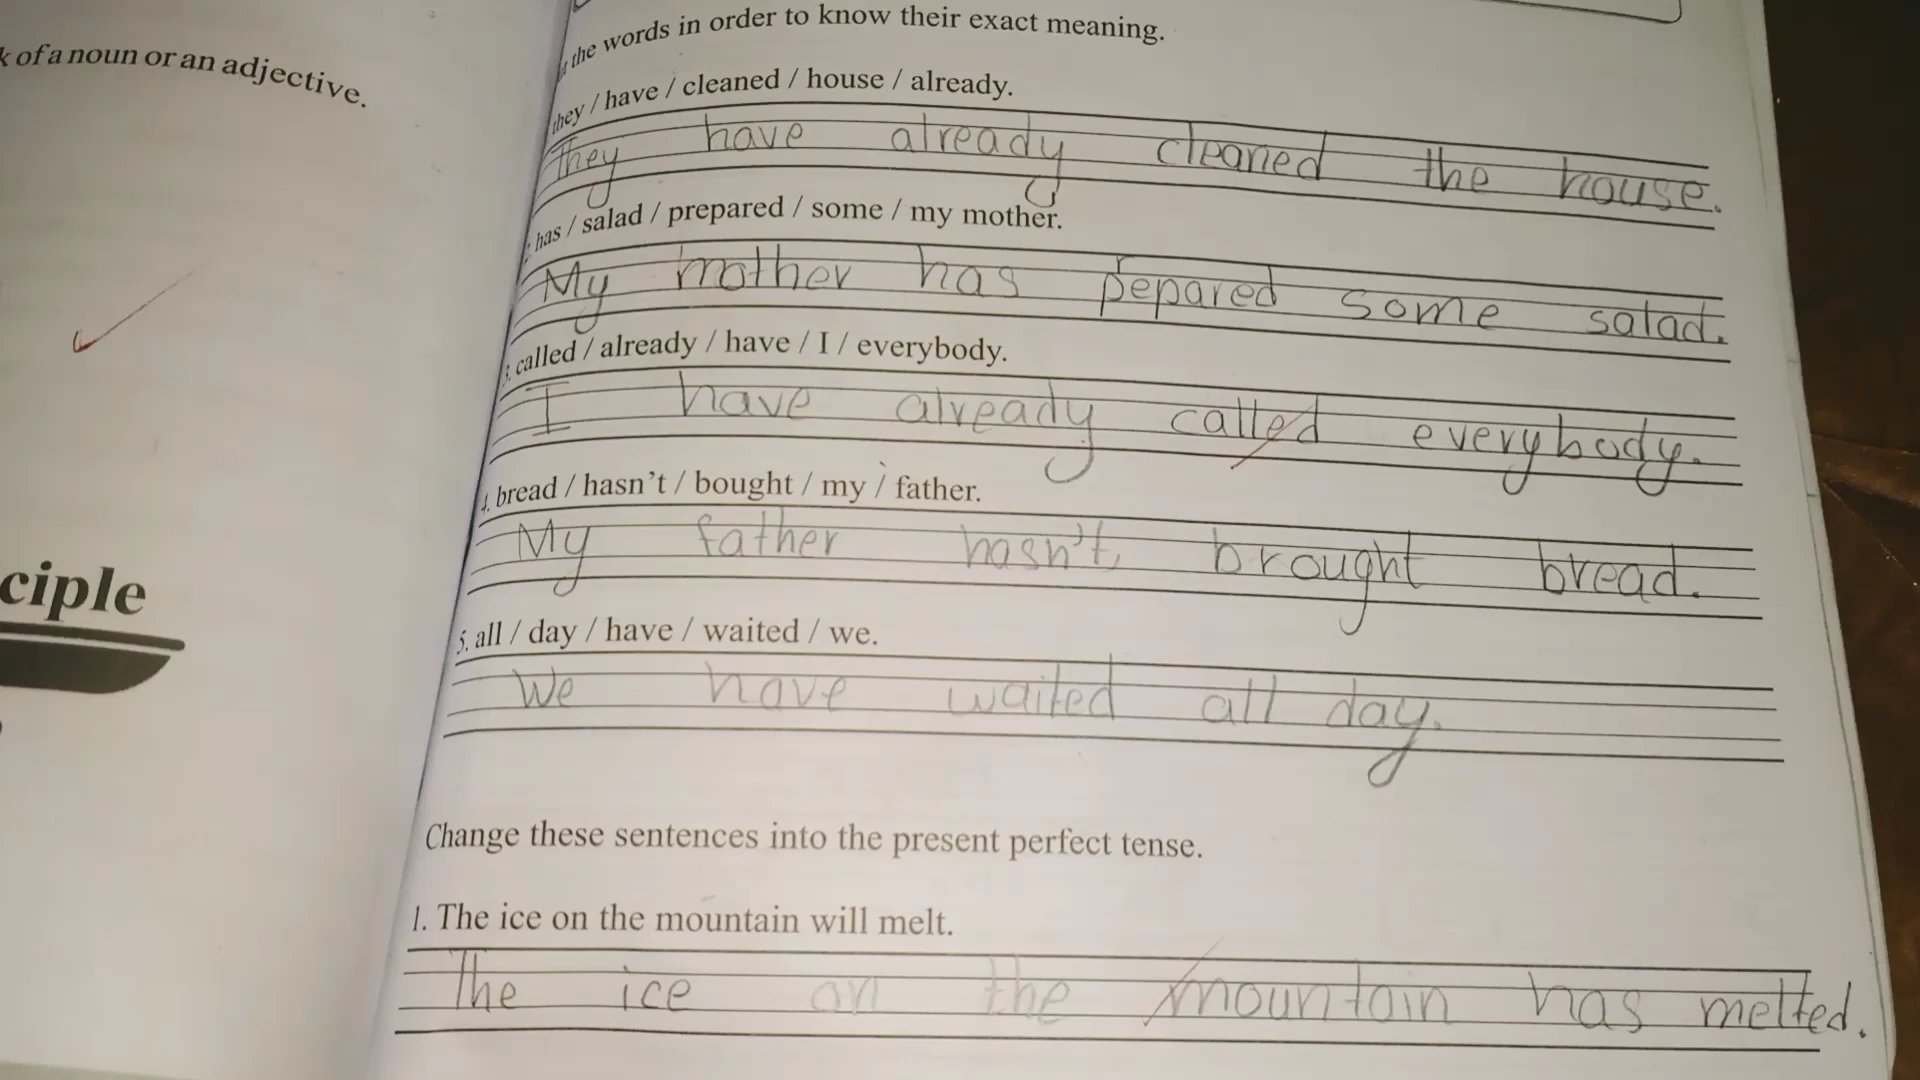 of a noun or an adjective.
ciple
the words in order to know their exact meaning.
they / have / cleaned / house / already.
They have already cleaned the house.
has / salad / prepared / some / my mother.
My mother has prepared some salad.
3. called / already / have / I / everybody.
I have already called everybody.
4. bread / hasn't / bought / my / father.
My father hasn't brought bread.
5. all / day / have / waited / we.
We have waited all day.
Change these sentences into the present perfect tense.
1. The ice on the mountain will melt.
The ice on the mountain has melted.